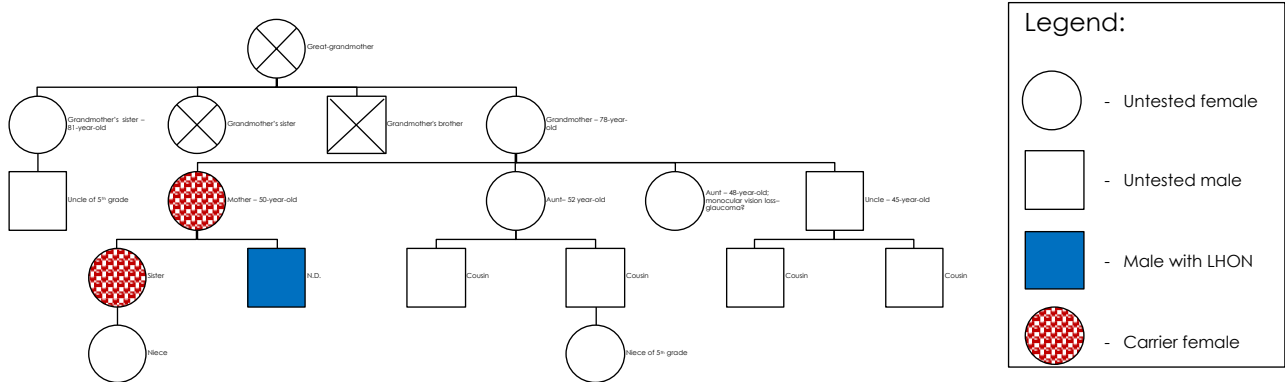 Legend:
Great-grandmother
Grandmother's sister –
81-year-old
Grandmother's sister
Grandmother's brother
Grandmother – 78-year-
old
- Untested female
- Untested male
Uncle of 5th grade
Mother – 50-year-old
Aunt– 52 year-old
Aunt – 48-year-old;
monocular vision loss–
glaucoma?
Uncle – 45-year-old
Sister
N.D.
Cousin
Cousin
Cousin
Cousin
- Male with LHON
Niece
Niece of 5th grade
- Carrier female